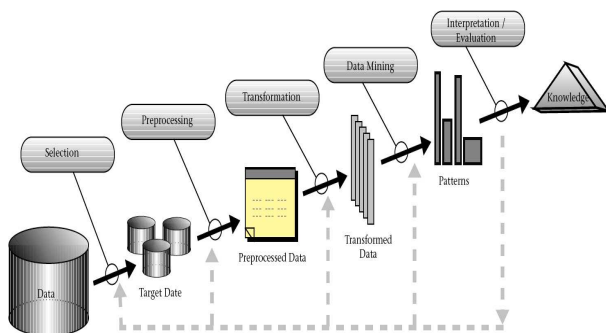 Interpretation /
Evaluation
Data Mining
Transformation
Preprocessing
Selection
Data
Target Date
Preprocessed Data
Transformed
Data
Patterns
Knowledge